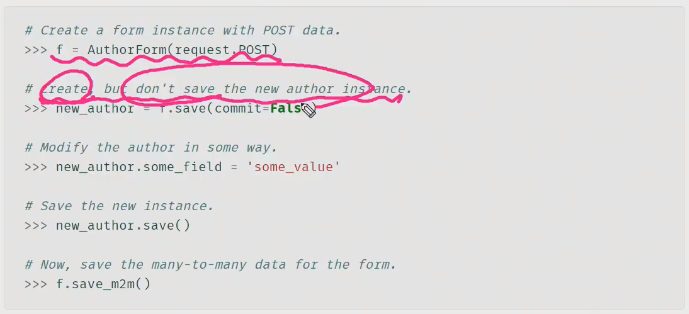 # Create a form instance with POST data.
>>> f = AuthorForm(request.POST)
# Create, but don't save the new author instance.
>>> new_author = f.save(commit=False)
# Modify the author in some way.
>>> new_author.some_field = 'some_value'
# Save the new instance.
>>> new_author.save()
# Now, save the many-to-many data for the form.
>>> f.save_m2m()